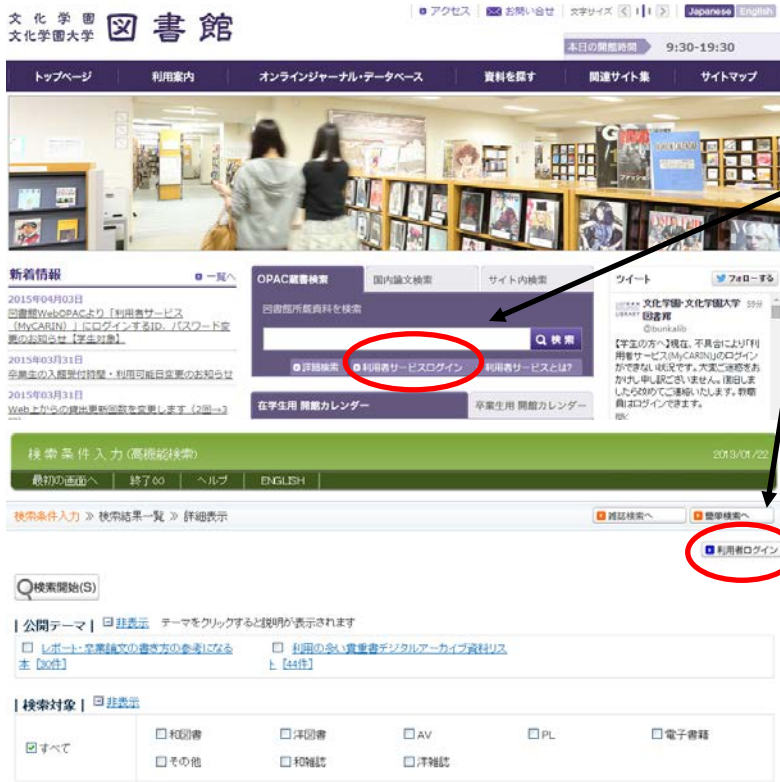 アクセス お問い合せ 文字サイズ Japanese English
文化学園
文化学園大学 図書館
本日の開館時間 9:30-19:30
トップページ 利用案内 オンラインジャーナル・データベース 資料を探す 関連サイト集 サイトマップ
新着情報 一覧へ
2015年04月03日
図書館WebOPACより「利用者サービス
(MyCARIN)」にログインするID、パスワード変
更のお知らせ【学生対象】
2015年03月31日
卒業生の入館受付時間・利用可能日変更のお知らせ
2015年03月31日
Web上からの貸出更新回数を変更します(2回→3
OPAC蔵書検索 国内論文検索 サイト内検索
図書館所蔵資料を検索
検索
詳細検索 利用者サービスログイン 利用者サービスとは?
在学生用 開館カレンダー 卒業生用 開館カレンダー
ツイート フォローする
文化学園・文化学園大学 59分
図書館
@bunkalib
【学生の方へ】現在、不具合により「利
用者サービス(MyCARIN)」のログイン
ができない状況です。大変ご迷惑をお
かけし申し訳ございません。復旧しま
したら改めてご連絡いたします。教職
員はログインできます。
検索条件入力(高機能検索) 2013/01/22
最初の画面へ 終了 ヘルプ ENGLISH
検索条件入力 ≫ 検索結果一覧 ≫ 詳細表示 雑誌検索へ 簡単検索へ
利用者ログイン
検索開始(S)
| 公開テーマ | 非表示 テーマをクリックすると説明が表示されます
レポート・卒業論文の書き方の参考になる
本 [30件]
利用の多い貴重書デジタルアーカイブ資料リス
ト [44件]
| 検索対象 | 非表示
すべて 和図書 洋図書 AV PL 電子書籍
その他 和雑誌 洋雑誌